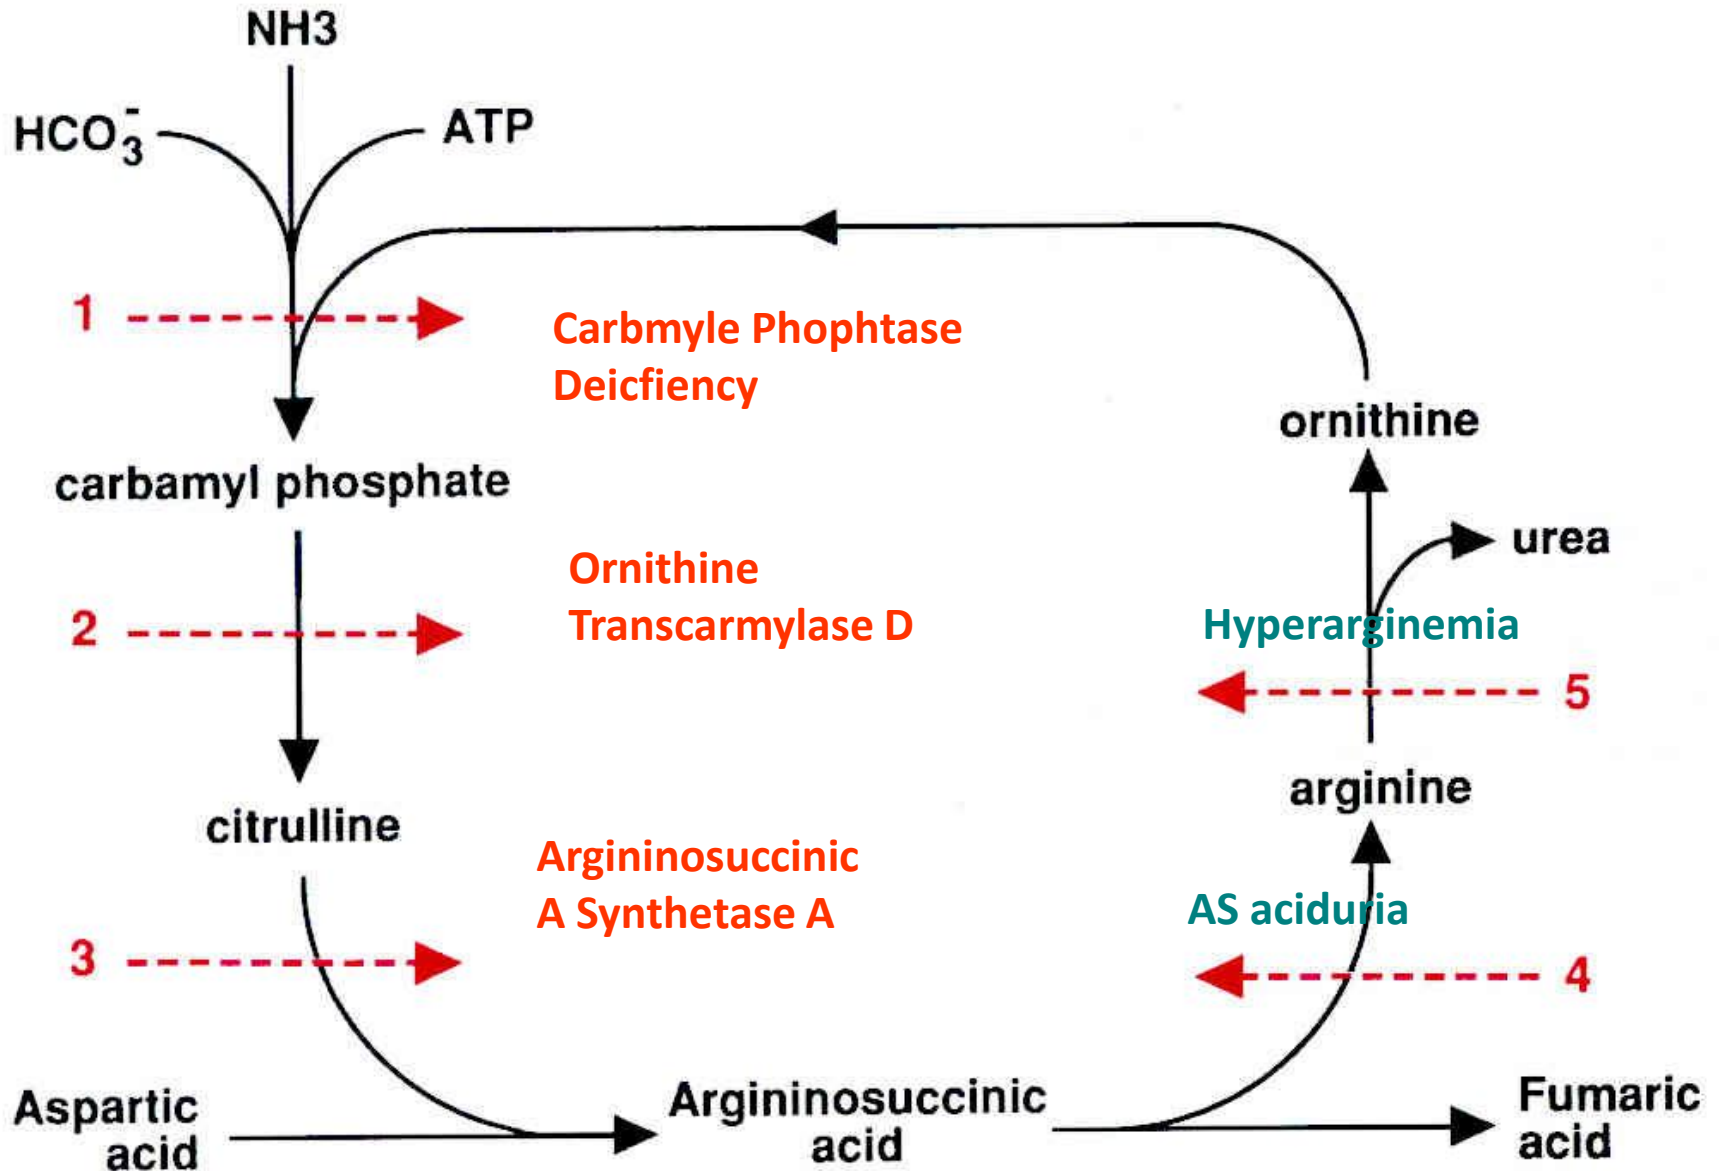 NH3
HCO3-
ATP
1
Carbmyle Phophtase
Deicfiency
ornithine
carbamyl phosphate
urea
Ornithine
Transcarmylase D
2
Hyperarginemia
5
arginine
citrulline
Argininosuccinic
A Synthetase A
AS aciduria
3
4
Aspartic
acid
Argininosuccinic
acid
Fumaric
acid